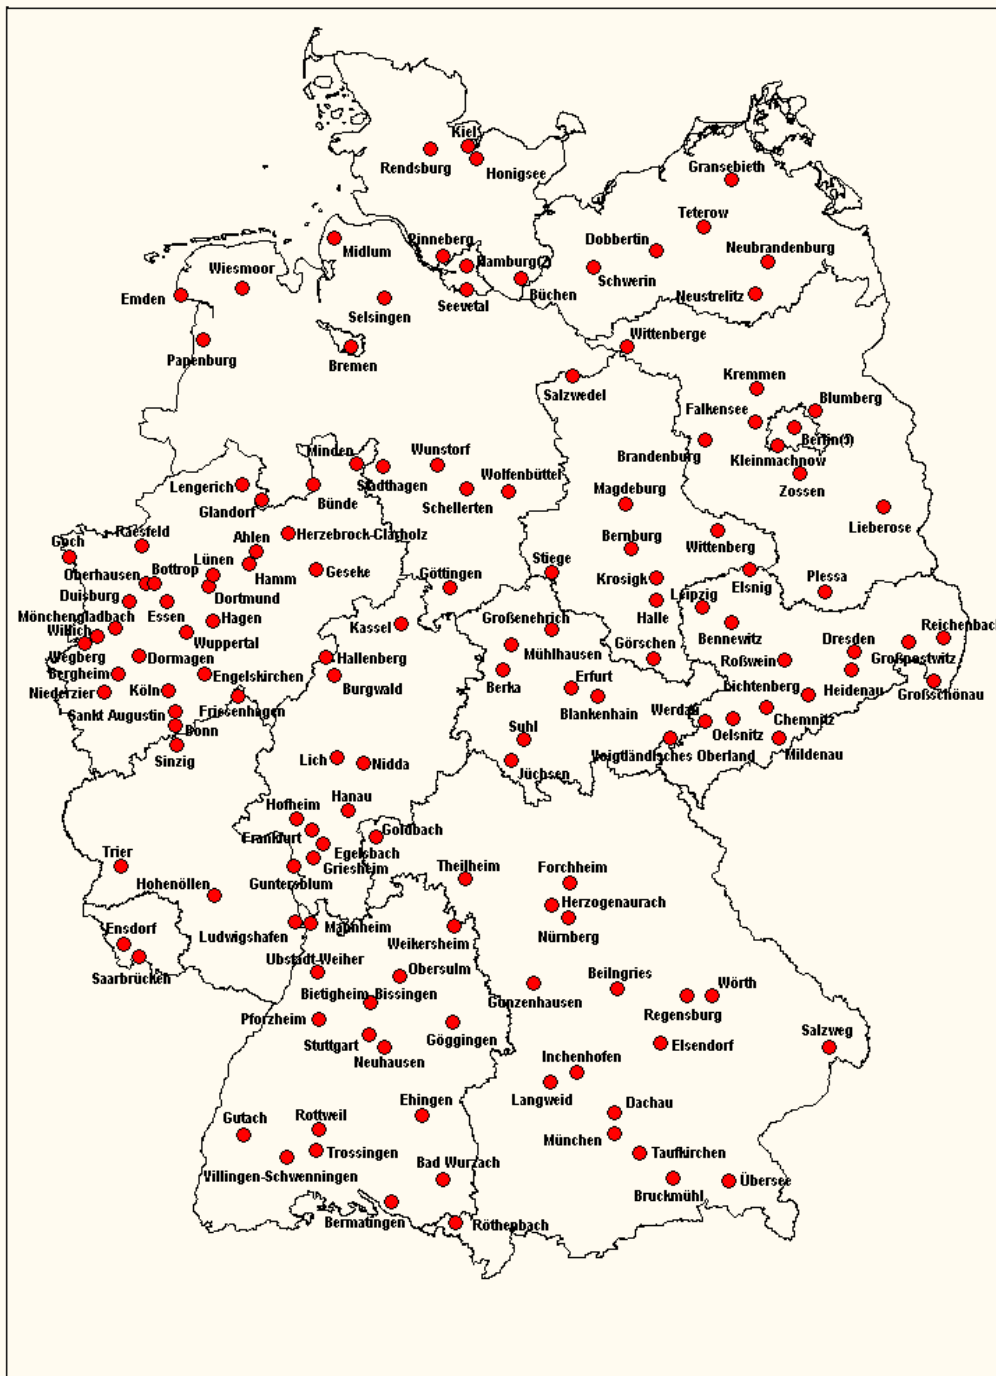 Kiel
Rendsburg
Honigsee
Gransebieth
Teterow
Pinneberg
Midlum
Dobbertin
Neubrandenburg
Hamburg(2)
Wiesmoor
Schwerin
Emden
Büchen
Seevetal
Neustrelitz
Selsingen
Wittenberge
Papenburg
Bremen
Kremmen
Salzwedel
Blumberg
Falkensee
Berlin(9)
Brandenburg
Minden
Wunstorf
Kleinmachnow
Stadthagen
Wolfenbüttel
Zossen
Lengerich
Bünde
Magdeburg
Glandorf
Schellerten
Lieberose
Raesfeld
Herzebrock-Clarholz
Ahlen
Bernburg
Wittenberg
Goch
Lünen
Bottrop
Stiege
Oberhausen
Hamm
Geseke
Göttingen
Krosigk
Elsnig
Plessa
Duisburg
Dortmund
Leipzig
Mönchengladbach
Essen
Großenehrich
Halle
Hagen
Kassel
Bennewitz
Reichenbach
Willich
Wuppertal
Görschen
Dresden
Wegberg
Mühlhausen
Dormagen
Hallenberg
Großpostwitz
Roßwein
Bergheim
Engelskirchen
Berka
Erfurt
Burgwald
Heidenau
Niederzier
Köln
Lichtenberg
Großschönau
Friesenhagen
Blankenhain
Sankt Augustin
Werdau
Chemnitz
Bonn
Suhl
Oelsnitz
Sinzig
Voigtländisches Oberland
Mildenau
Lich
Nidda
Jüchsen
Hanau
Hofheim
Frankfurt
Goldbach
Egelsbach
Trier
Griesheim
Theilheim
Forchheim
Hohenöllen
Guntersblum
Herzogenaurach
Ensdorf
Ludwigshafen
Mannheim
Nürnberg
Weikersheim
Saarbrücken
Ubstadt-Weiher
Obersulm
Beilngries
Wörth
Bietigheim-Bissingen
Gunzenhausen
Regensburg
Pforzheim
Salzweg
Göggingen
Stuttgart
Elsendorf
Neuhausen
Inchenhofen
Langweid
Ehingen
Dachau
Gutach
Rottweil
München
Trossingen
Taufkirchen
Villingen-Schwenningen
Bad Wurzach
Bruckmühl
Übersee
Bermatingen
Röthenbach